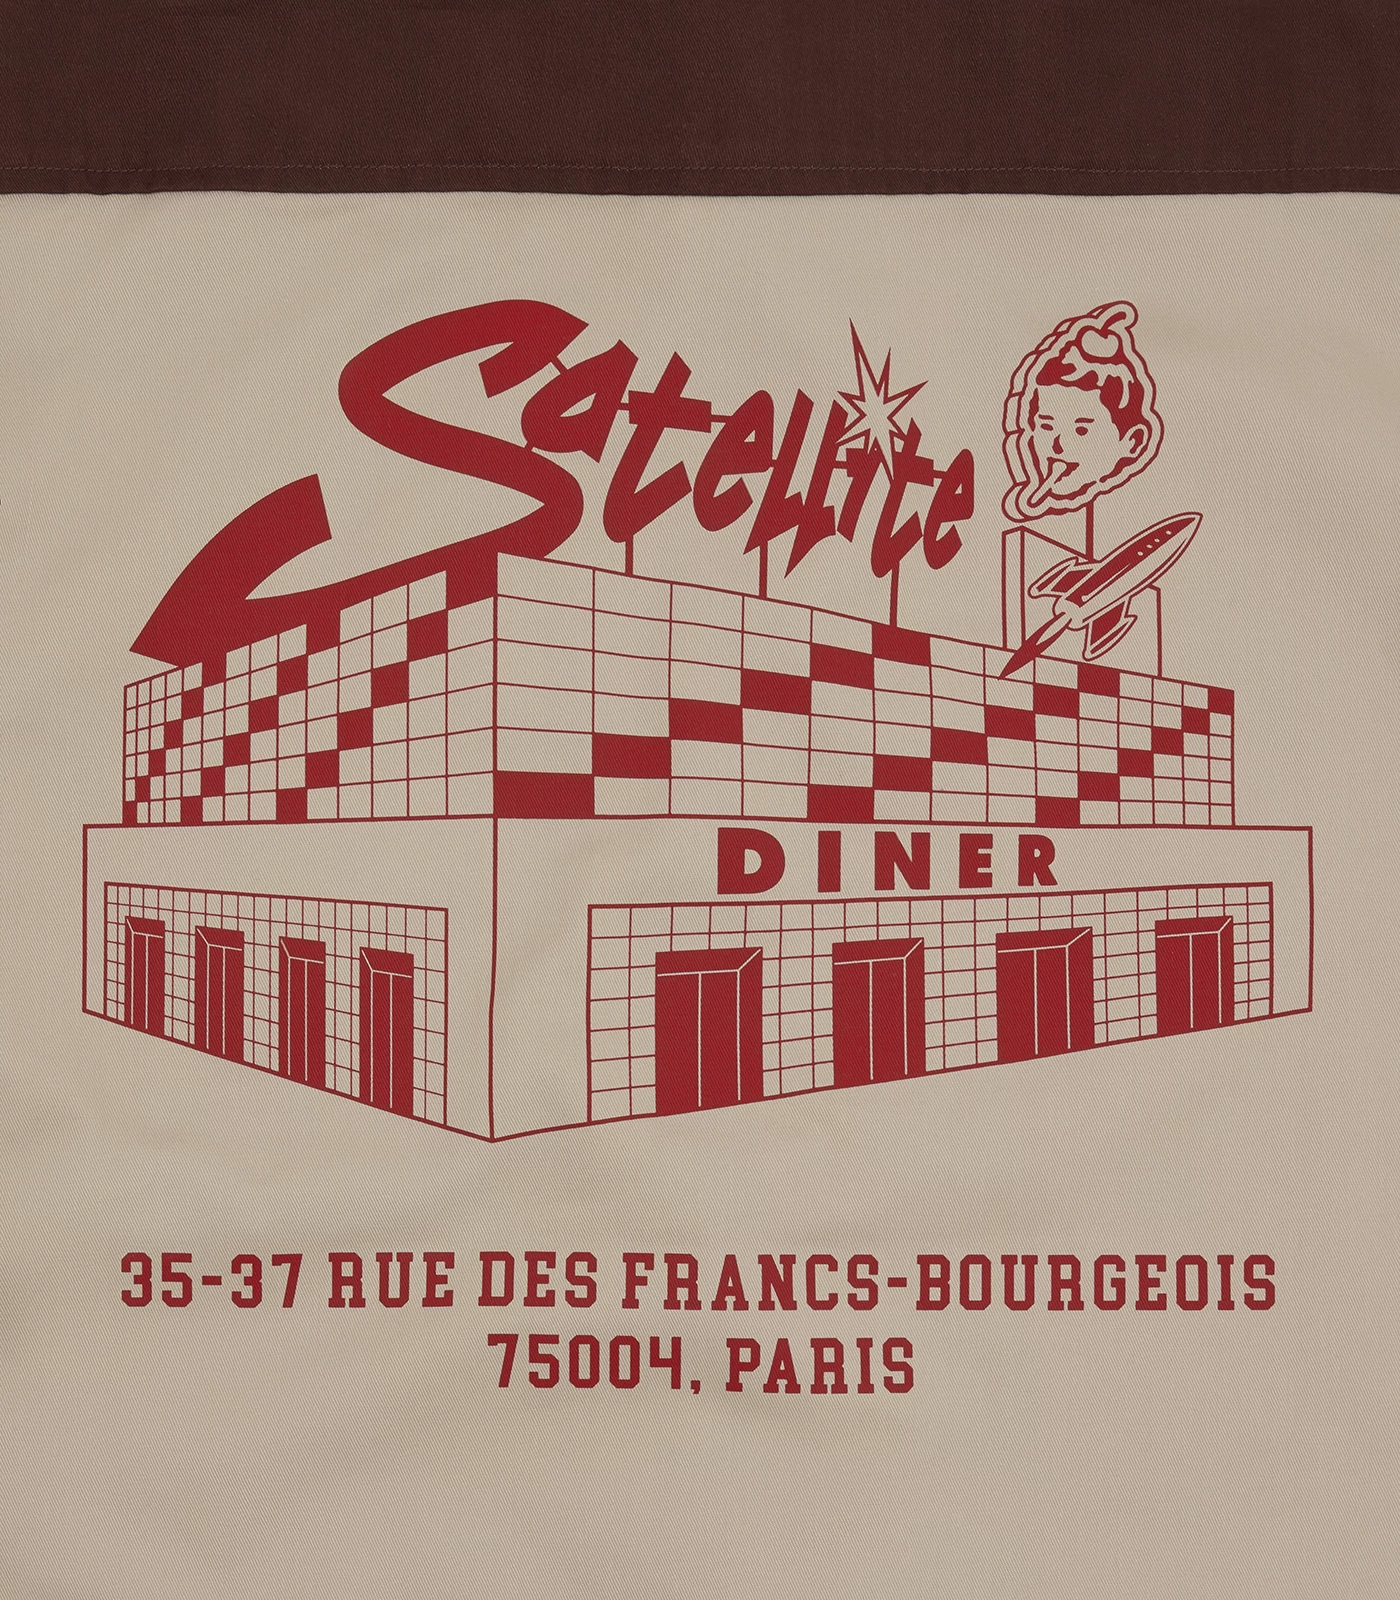 Satellite
DINER
35-37 RUE DES FRANCS-BOURGEOIS
75004, PARIS